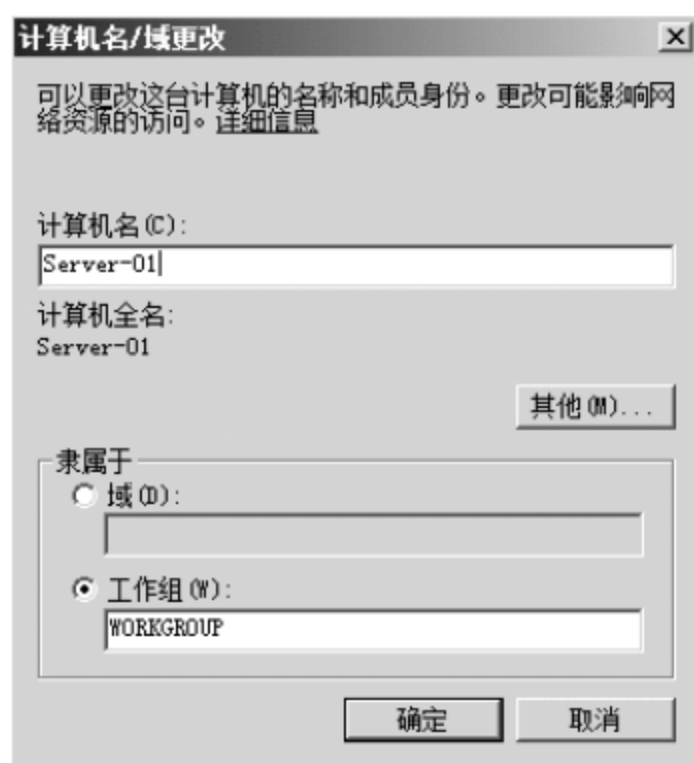 计算机名/域更改
可以更改这台计算机的名称和成员身份。更改可能影响网
络资源的访问。详细信息
计算机名(C):
Server-01
计算机全名:
Server-01
其他(M)...
隶属于
域(D):
工作组(W):
WORKGROUP
确定
取消